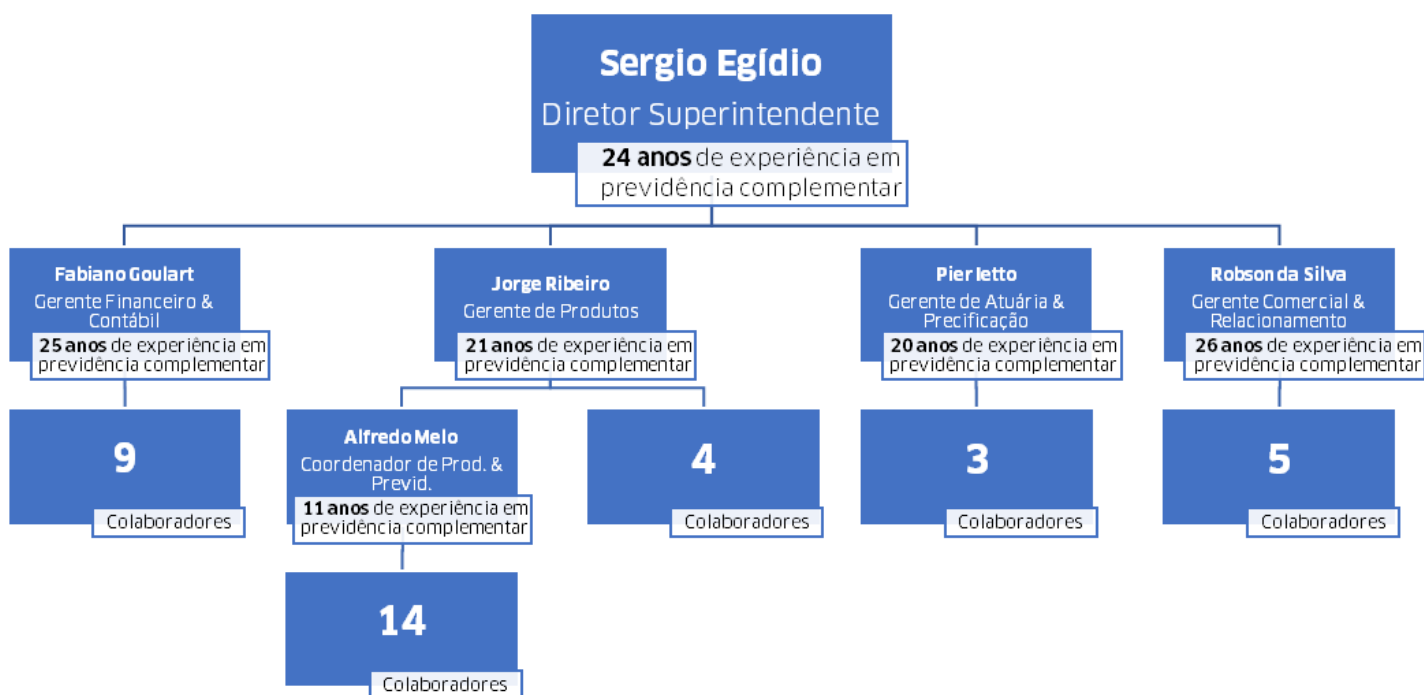 Sergio Egídio
Diretor Superintendente
24 anos de experiência em
previdência complementar
Fabiano Goulart
Gerente Financeiro &
Contábil
25 anos de experiência em
previdência complementar
Jorge Ribeiro
Gerente de Produtos
21 anos de experiência em
previdência complementar
Pier Ietto
Gerente de Atuária &
Precificação
20 anos de experiência em
previdência complementar
Robson da Silva
Gerente Comercial &
Relacionamento
26 anos de experiência em
previdência complementar
9
Colaboradores
Alfredo Melo
Coordenador de Prod. &
Previd.
11 anos de experiência em
previdência complementar
4
Colaboradores
3
Colaboradores
5
Colaboradores
14
Colaboradores